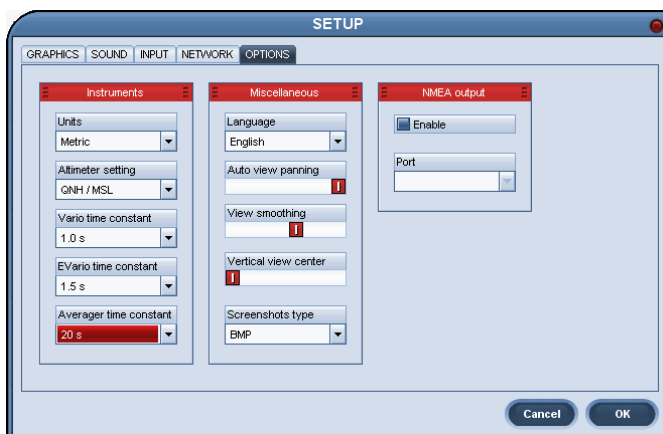 SETUP
GRAPHICS SOUND INPUT NETWORK OPTIONS
Instruments
Units
Metric
Altimeter setting
QNH / MSL
Vario time constant
1.0 s
EVario time constant
1.5 s
Averager time constant
20 s
Miscellaneous
Language
English
Auto view panning
View smoothing
Vertical view center
Screenshots type
BMP
NMEA output
Enable
Port
Cancel OK